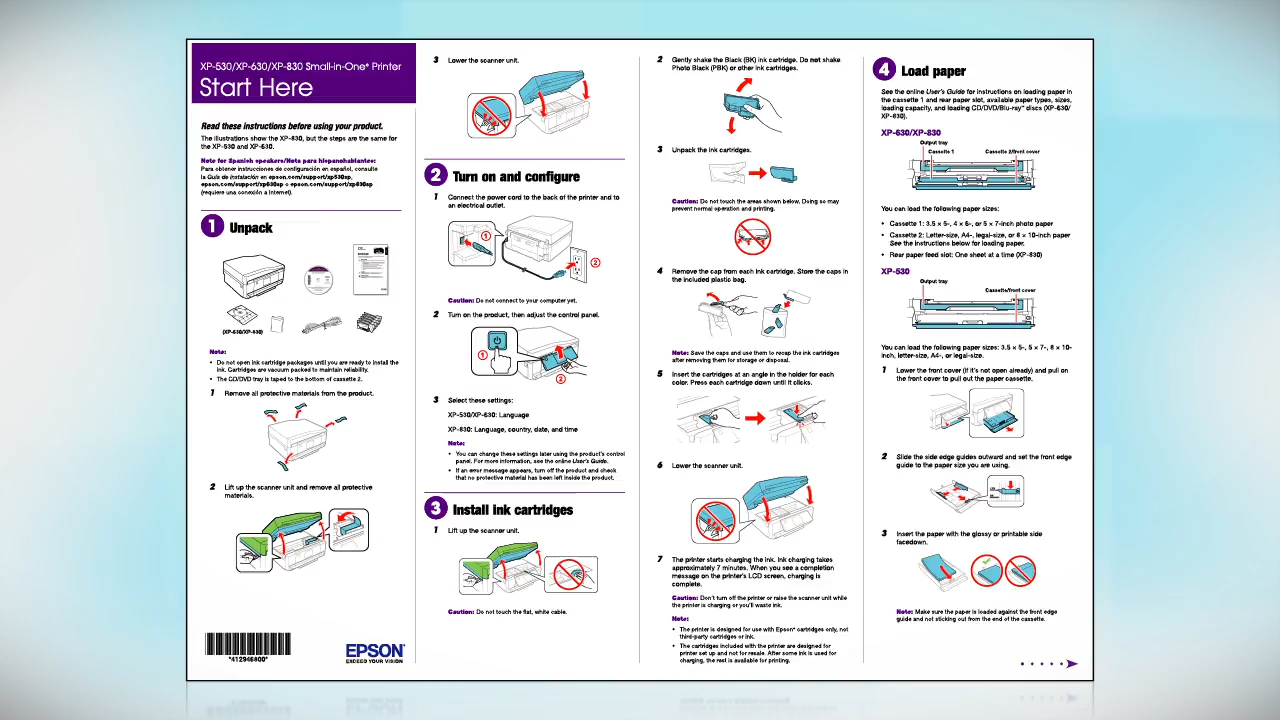 XP-530/XP-630/XP-830 Small-in-One® Printer
Start Here
Read these instructions before using your product.
The illustrations show the XP-830, but the steps are the same for
the XP-530 and XP-630.
Note for Spanish speakers/Nota para hispanohablantes:
Para obtener instrucciones de configuración en español, consulte
la Guía de instalación en epson.com/support/xp530sp,
epson.com/support/xp630sp o epson.com/support/xp830sp
(requiere una conexión a Internet).
1 Unpack
(XP-630/XP-830)
Note:
• Do not open ink cartridge packages until you are ready to install the
ink. Cartridges are vacuum packed to maintain reliability.
• The CD/DVD tray is taped to the bottom of cassette 2.
1 Remove all protective materials from the product.
2 Lift up the scanner unit and remove all protective
materials.
*412946800*
EPSON®
EXCEED YOUR VISION
3 Lower the scanner unit.
2 Turn on and configure
1 Connect the power cord to the back of the printer and to
an electrical outlet.
1
1
2
Caution: Do not connect to your computer yet.
2 Turn on the product, then adjust the control panel.
1
2
3 Select these settings:
XP-530/XP-630: Language
XP-830: Language, country, date, and time
Note:
• You can change these settings later using the product's control
panel. For more information, see the online User's Guide.
• If an error message appears, turn off the product and check
that no protective material has been left inside the product.
3 Install ink cartridges
1 Lift up the scanner unit.
Caution: Do not touch the flat, white cable.
2 Gently shake the Black (BK) ink cartridge. Do not shake
Photo Black (PBK) or other ink cartridges.
3 Unpack the ink cartridges.
Caution: Do not touch the areas shown below. Doing so may
prevent normal operation and printing.
4 Remove the cap from each ink cartridge. Store the caps in
the included plastic bag.
Note: Save the caps and use them to recap the ink cartridges
after removing them for storage or disposal.
5 Insert the cartridges at an angle in the holder for each
color. Press each cartridge down until it clicks.
6 Lower the scanner unit.
7 The printer starts charging the ink. Ink charging takes
approximately 7 minutes. When you see a completion
message on the printer's LCD screen, charging is
complete.
Caution: Don't turn off the printer or raise the scanner unit while
the printer is charging or you'll waste ink.
Note:
• The printer is designed for use with Epson® cartridges only, not
third-party cartridges or ink.
• The cartridges included with the printer are designed for
printer set up and not for resale. After some ink is used for
charging, the rest is available for printing.
4 Load paper
See the online User's Guide for instructions on loading paper in
the cassette 1 and rear paper slot, available paper types, sizes,
loading capacity, and loading CD/DVD/Blu-ray™ discs (XP-630/
XP-830).
XP-630/XP-830
Output tray
Cassette 1 Cassette 2/front cover
You can load the following paper sizes:
• Cassette 1: 3.5 × 5-, 4 × 6-, or 5 × 7-inch photo paper
• Cassette 2: Letter-size, A4-, legal-size, or 8 × 10-inch paper
See the instructions below for loading paper.
• Rear paper feed slot: One sheet at a time (XP-830)
XP-530
Output tray
Cassette/front cover
You can load the following paper sizes: 3.5 × 5-, 5 × 7-, 8 × 10-
inch, letter-size, A4-, or legal-size.
1 Lower the front cover (if it's not open already) and pull on
the front cover to pull out the paper cassette.
2 Slide the side edge guides outward and set the front edge
guide to the paper size you are using.
3 Insert the paper with the glossy or printable side
facedown.
Note: Make sure the paper is loaded against the front edge
guide and not sticking out from the end of the cassette.